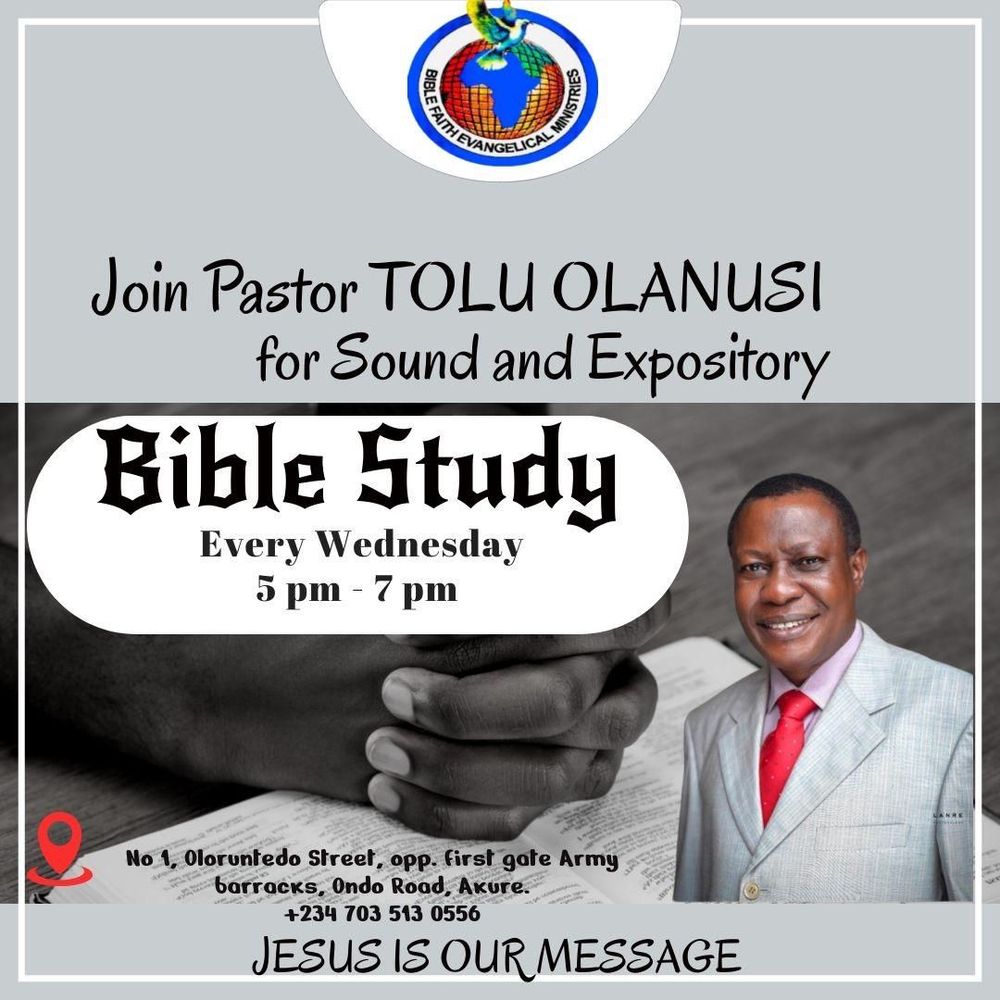 BIBLE FAITH EVANGELICAL MINISTRIES
Join Pastor TOLU OLANUSI
for Sound and Expository
Bible Study
Every Wednesday
5 pm - 7 pm
LANRE
No 1, Oloruntedo Street, opp. first gate Army
barracks, Ondo Road, Akure.
+234 703 513 0556
JESUS IS OUR MESSAGE